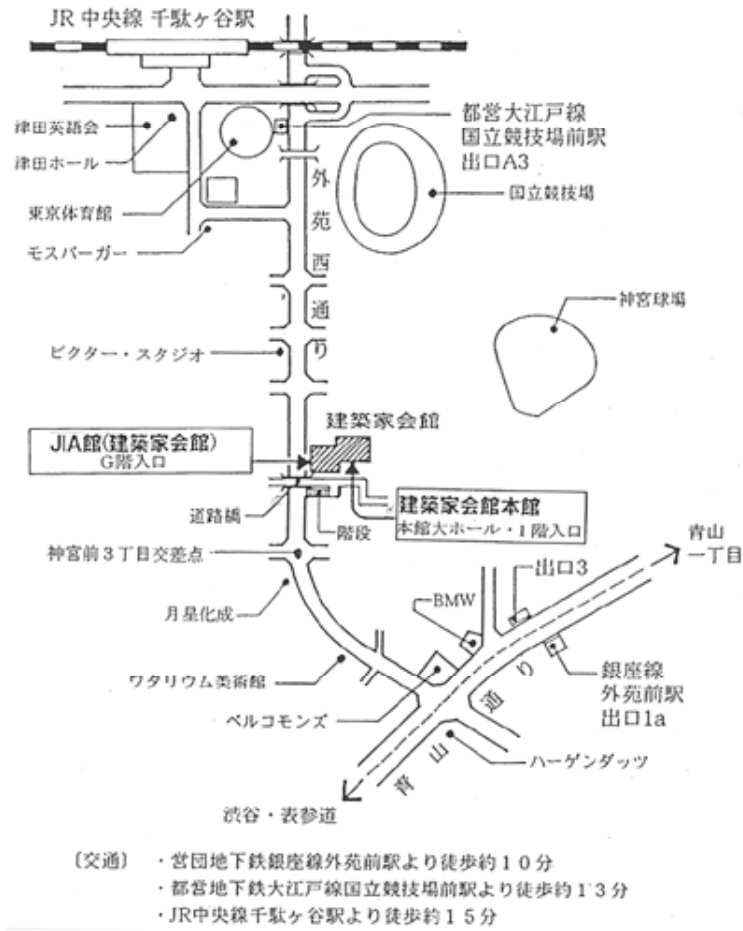 JR 中央線 千駄ヶ谷駅
津田英語会
津田ホール
東京体育館
モスバーガー
都営大江戸線
国立競技場前駅
出口A3
国立競技場
外苑西通り
神宮球場
ビクター・スタジオ
建築家会館
JIA館(建築家会館)
G階入口
建築家会館本館
本館大ホール・1階入口
道路橋
階段
神宮前3丁目交差点
青山
一丁目
出口3
BMW
月星化成
ワタリウム美術館
銀座線
外苑前駅
出口1a
ベルコモンズ
青山通り
ハーゲンダッツ
渋谷・表参道
〔交通〕 ・営団地下鉄銀座線外苑前駅より徒歩約10分
・都営地下鉄大江戸線国立競技場前駅より徒歩約13分
・JR中央線千駄ヶ谷駅より徒歩約15分